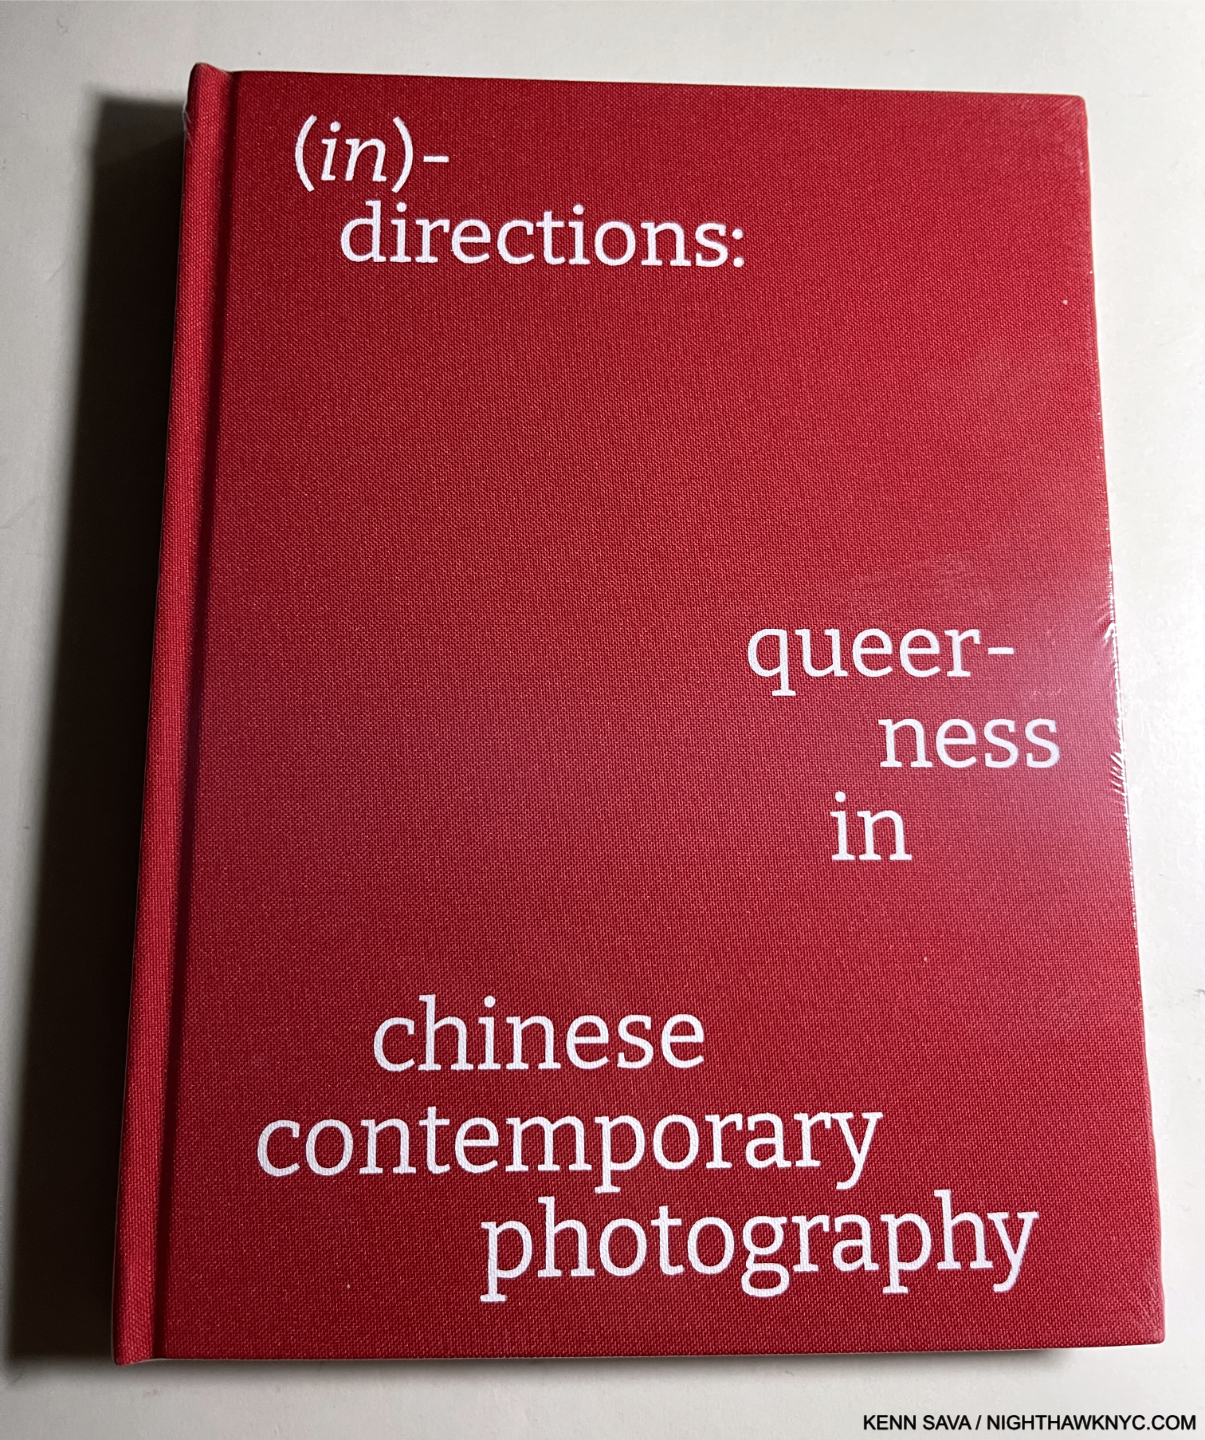 (in)-
directions:
queer-
ness
in
chinese
contemporary
photography
KENN SAVA / NIGHTHAWKNYC.COM